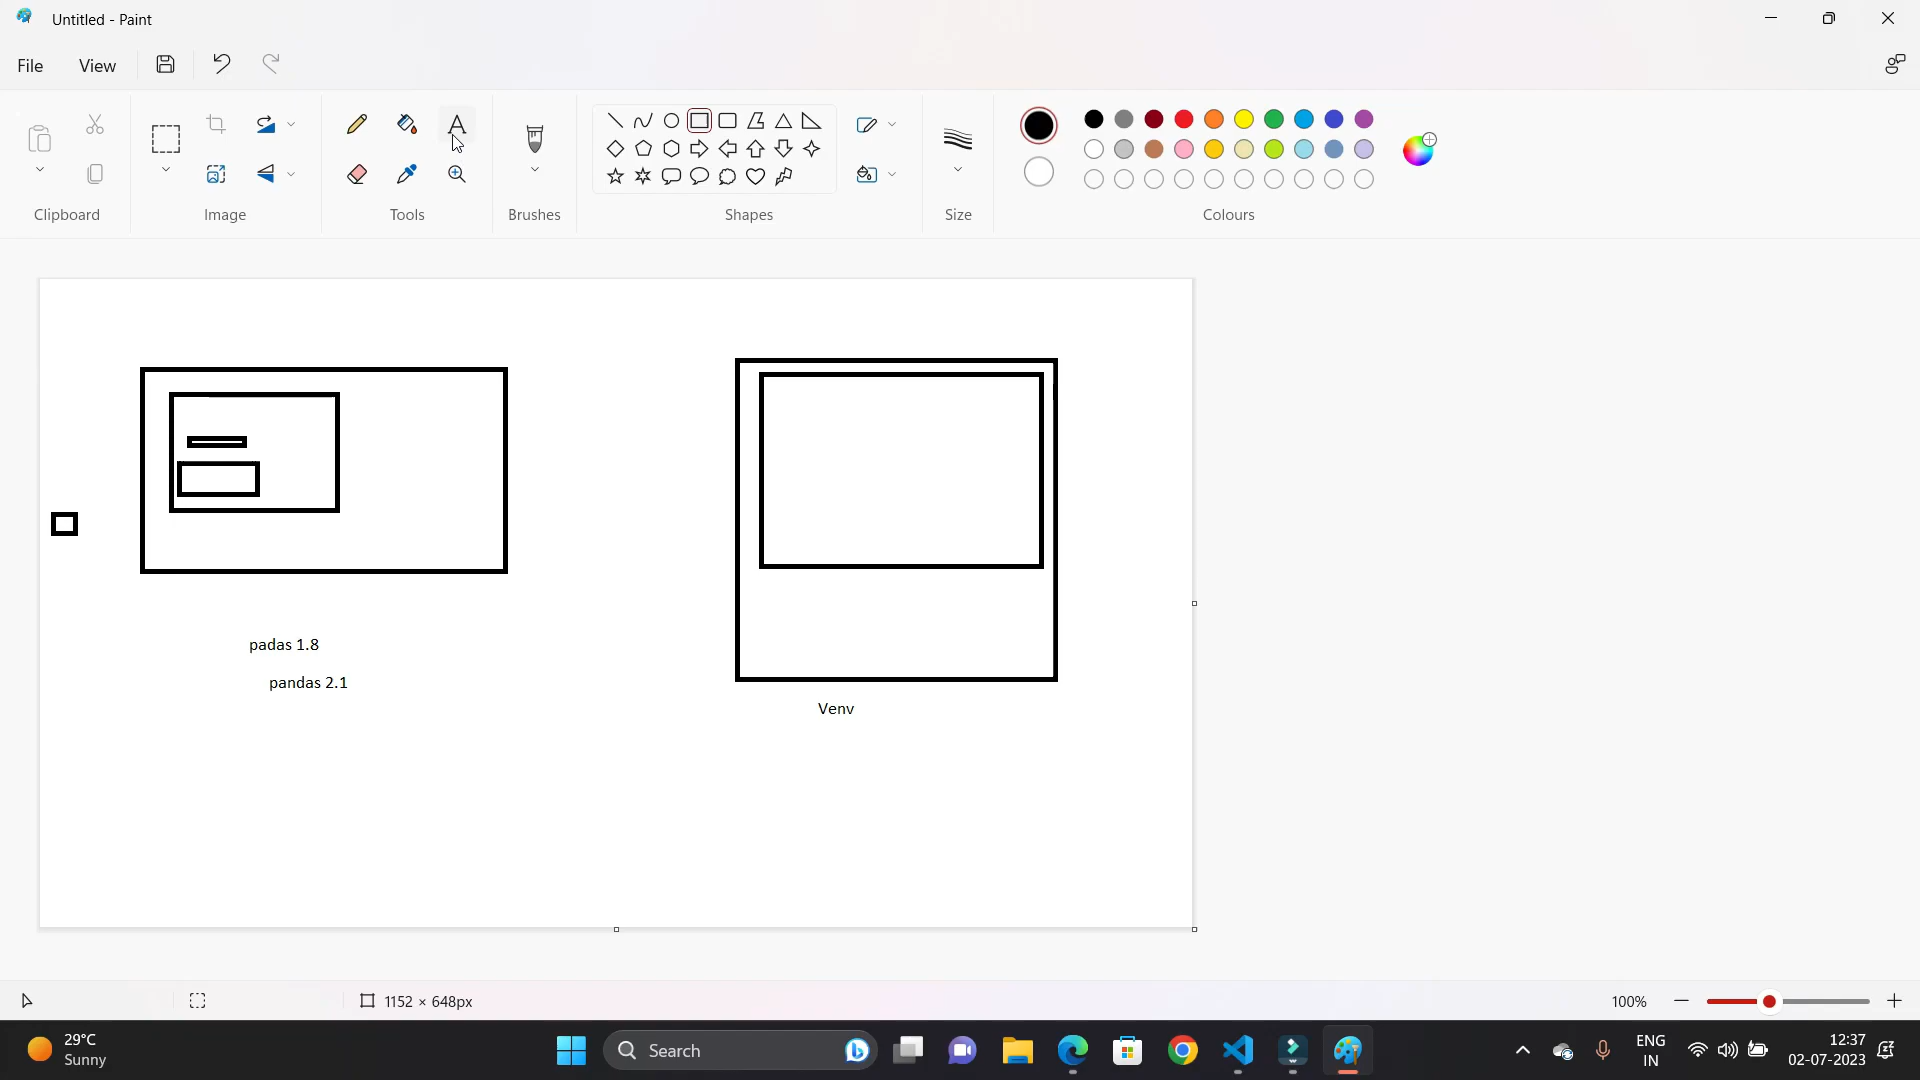 Untitled - Paint
File View
Clipboard
Image
Tools
Brushes
Shapes
Size
Colours
padas 1.8
pandas 2.1
Venv
1152 × 648px
100%
29°C
Sunny
Search
ENG
IN
12:37
02-07-2023